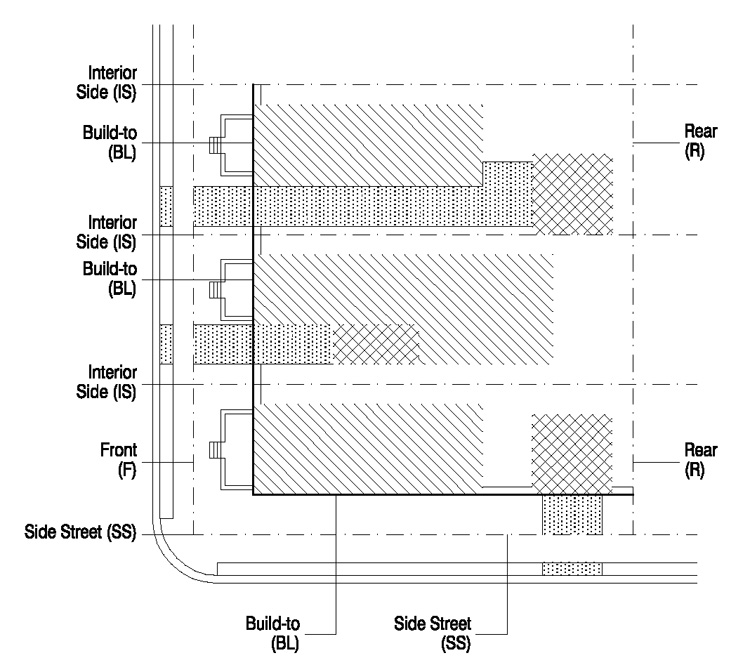 Interior
Side (IS)
Build-to
(BL)
Rear
(R)
Interior
Side (IS)
Build-to
(BL)
Interior
Side (IS)
Front
(F)
Rear
(R)
Side Street (SS)
Build-to
(BL)
Side Street
(SS)